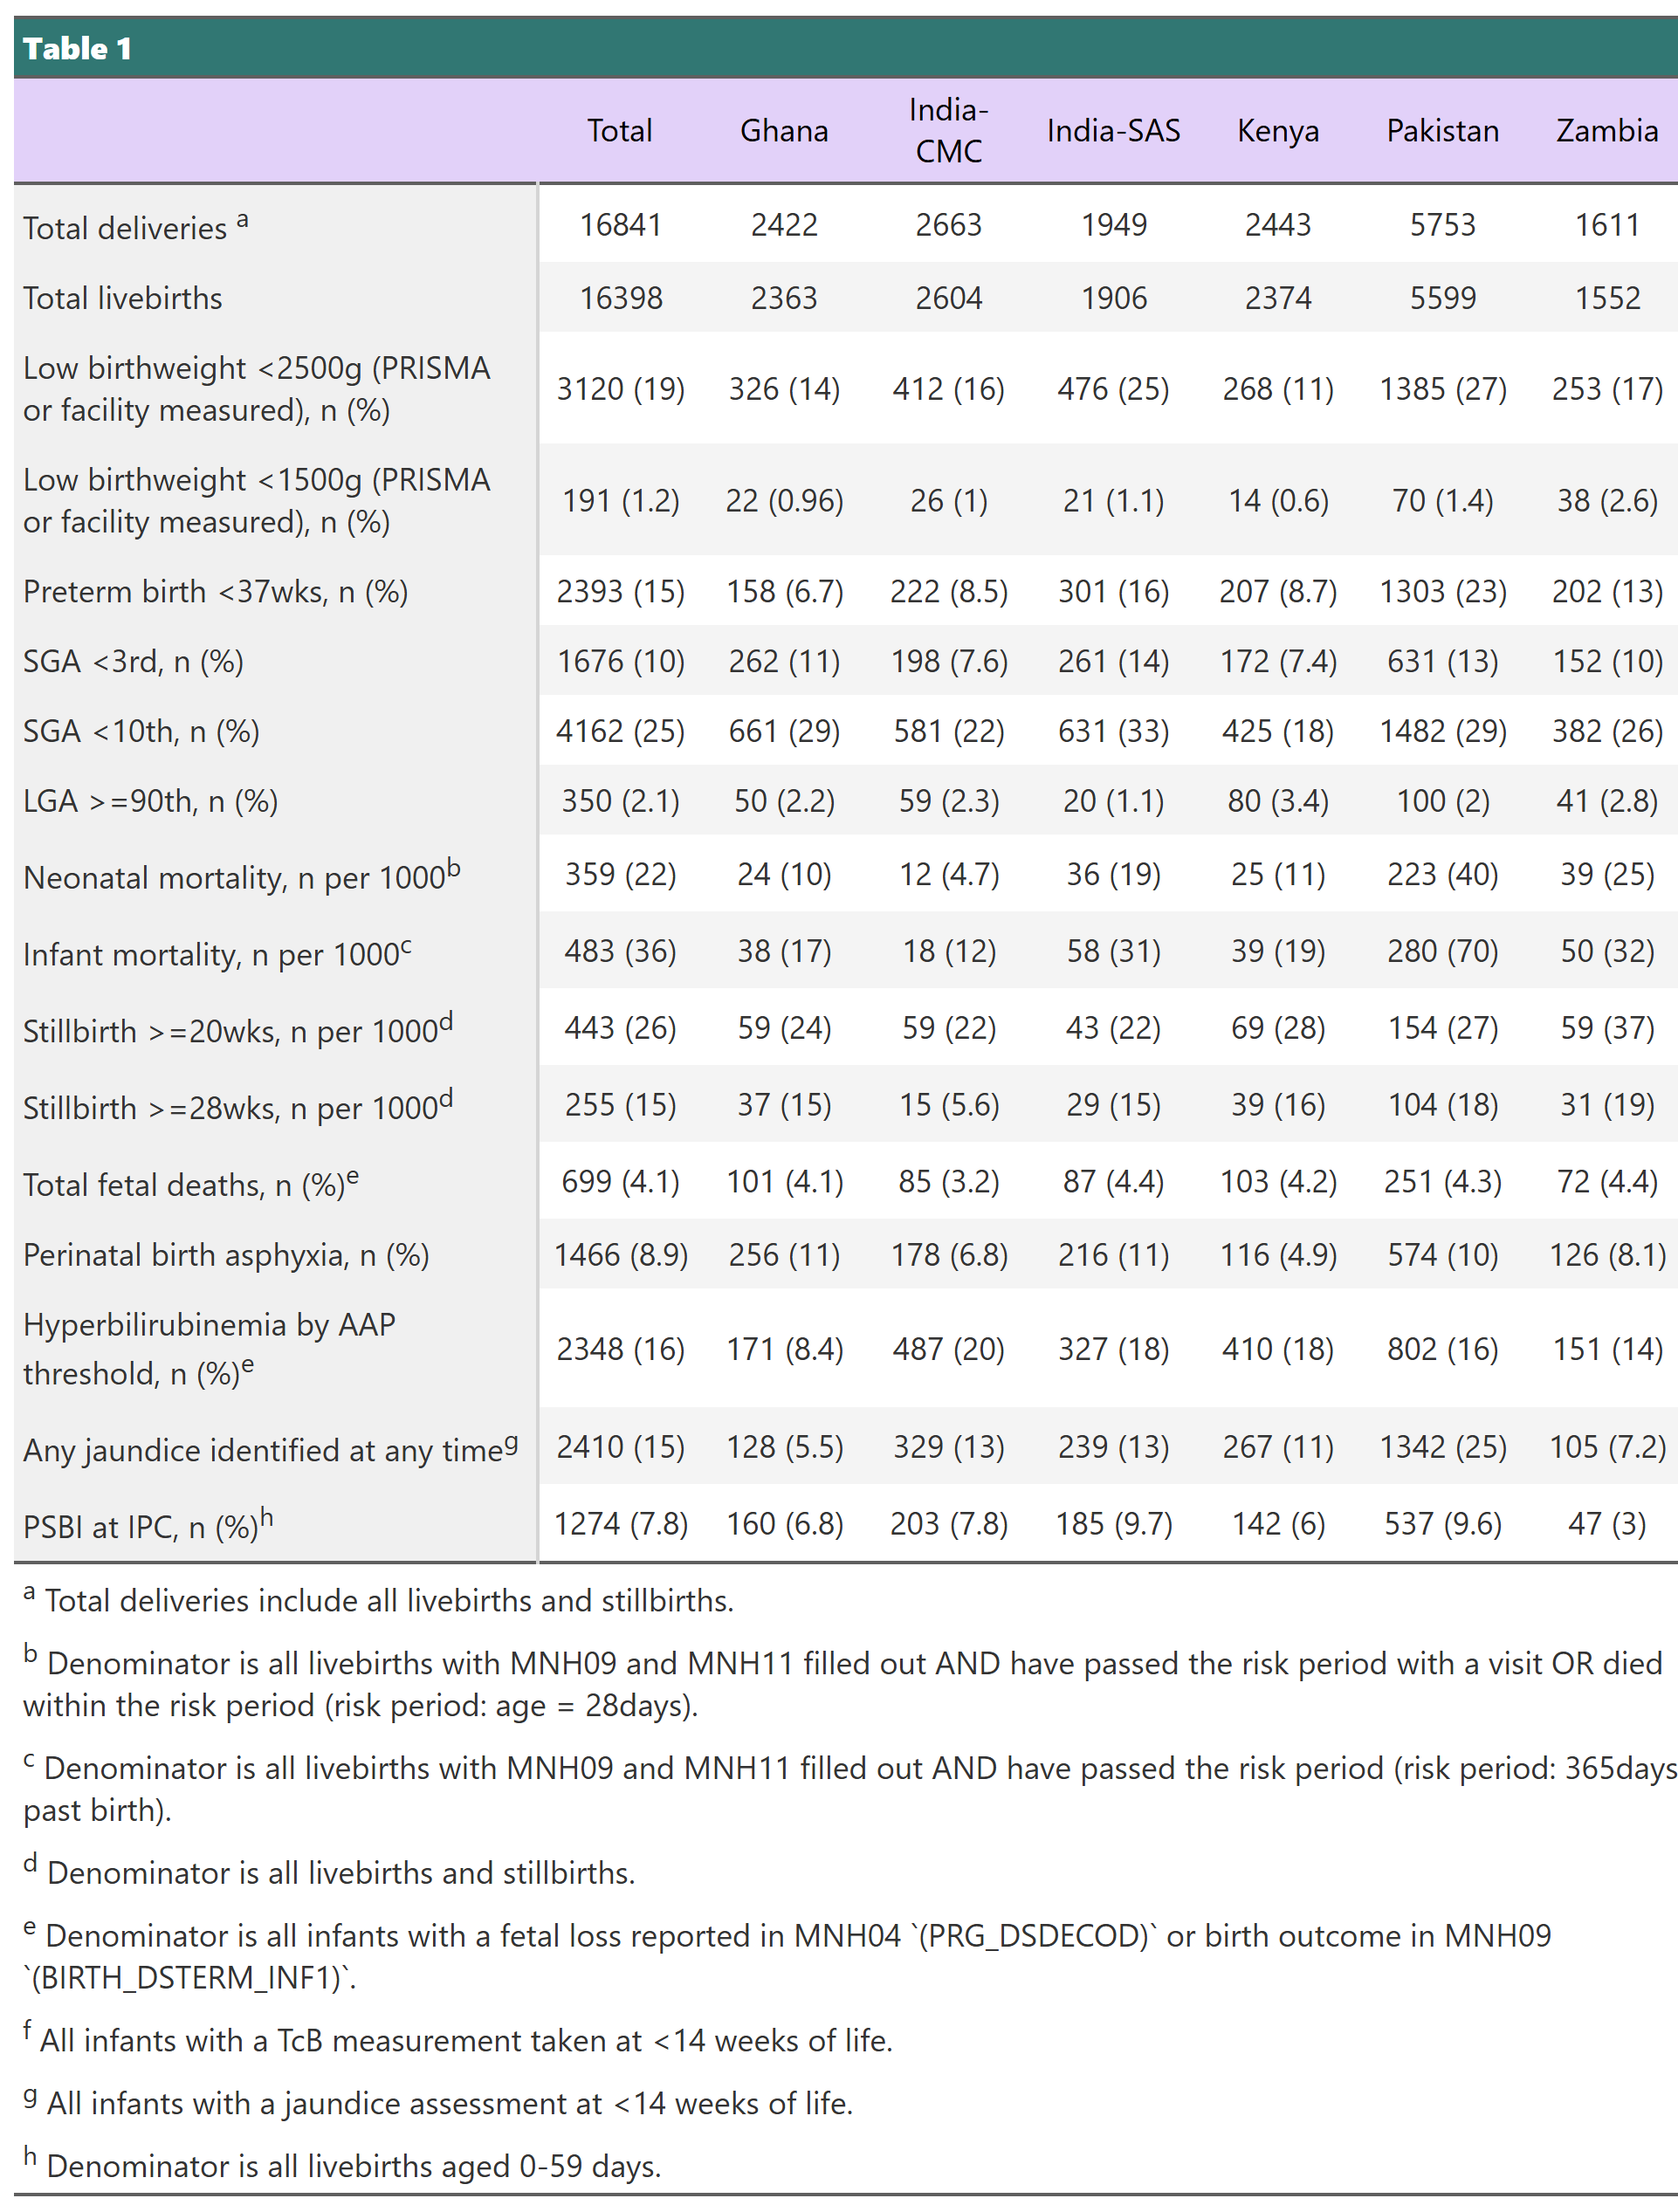 Table 1
Total Ghana India-CMC India-SAS Kenya Pakistan Zambia
Total deliveries a 16841 2422 2663 1949 2443 5753 1611
Total livebirths 16398 2363 2604 1906 2374 5599 1552
Low birthweight <2500g (PRISMA
or facility measured), n (%) 3120 (19) 326 (14) 412 (16) 476 (25) 268 (11) 1385 (27) 253 (17)
Low birthweight <1500g (PRISMA
or facility measured), n (%) 191 (1.2) 22 (0.96) 26 (1) 21 (1.1) 14 (0.6) 70 (1.4) 38 (2.6)
Preterm birth <37wks, n (%) 2393 (15) 158 (6.7) 222 (8.5) 301 (16) 207 (8.7) 1303 (23) 202 (13)
SGA <3rd, n (%) 1676 (10) 262 (11) 198 (7.6) 261 (14) 172 (7.4) 631 (13) 152 (10)
SGA <10th, n (%) 4162 (25) 661 (29) 581 (22) 631 (33) 425 (18) 1482 (29) 382 (26)
LGA >=90th, n (%) 350 (2.1) 50 (2.2) 59 (2.3) 20 (1.1) 80 (3.4) 100 (2) 41 (2.8)
Neonatal mortality, n per 1000b 359 (22) 24 (10) 12 (4.7) 36 (19) 25 (11) 223 (40) 39 (25)
Infant mortality, n per 1000c 483 (36) 38 (17) 18 (12) 58 (31) 39 (19) 280 (70) 50 (32)
Stillbirth >=20wks, n per 1000d 443 (26) 59 (24) 59 (22) 43 (22) 69 (28) 154 (27) 59 (37)
Stillbirth >=28wks, n per 1000d 255 (15) 37 (15) 15 (5.6) 29 (15) 39 (16) 104 (18) 31 (19)
Total fetal deaths, n (%)e 699 (4.1) 101 (4.1) 85 (3.2) 87 (4.4) 103 (4.2) 251 (4.3) 72 (4.4)
Perinatal birth asphyxia, n (%) 1466 (8.9) 256 (11) 178 (6.8) 216 (11) 116 (4.9) 574 (10) 126 (8.1)
Hyperbilirubinemia by AAP
threshold, n (%)e 2348 (16) 171 (8.4) 487 (20) 327 (18) 410 (18) 802 (16) 151 (14)
Any jaundice identified at any timeg 2410 (15) 128 (5.5) 329 (13) 239 (13) 267 (11) 1342 (25) 105 (7.2)
PSBI at IPC, n (%)h 1274 (7.8) 160 (6.8) 203 (7.8) 185 (9.7) 142 (6) 537 (9.6) 47 (3)
a Total deliveries include all livebirths and stillbirths.
b Denominator is all livebirths with MNH09 and MNH11 filled out AND have passed the risk period with a visit OR died
within the risk period (risk period: age = 28days).
c Denominator is all livebirths with MNH09 and MNH11 filled out AND have passed the risk period (risk period: 365days
past birth).
d Denominator is all livebirths and stillbirths.
e Denominator is all infants with a fetal loss reported in MNH04 `(PRG_DSDECOD)` or birth outcome in MNH09
`(BIRTH_DSTERM_INF1)`.
f All infants with a TcB measurement taken at <14 weeks of life.
g All infants with a jaundice assessment at <14 weeks of life.
h Denominator is all livebirths aged 0-59 days.